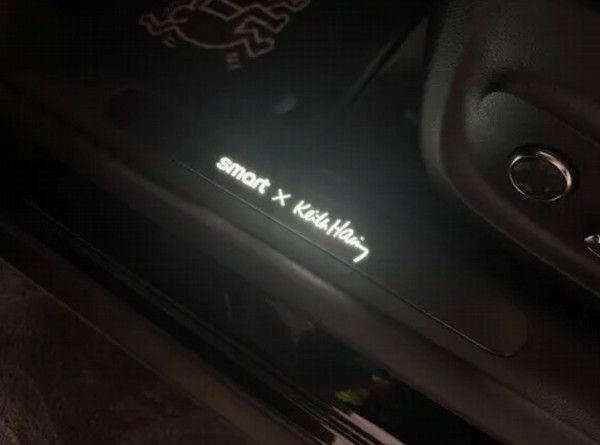 smart x Keith Haring